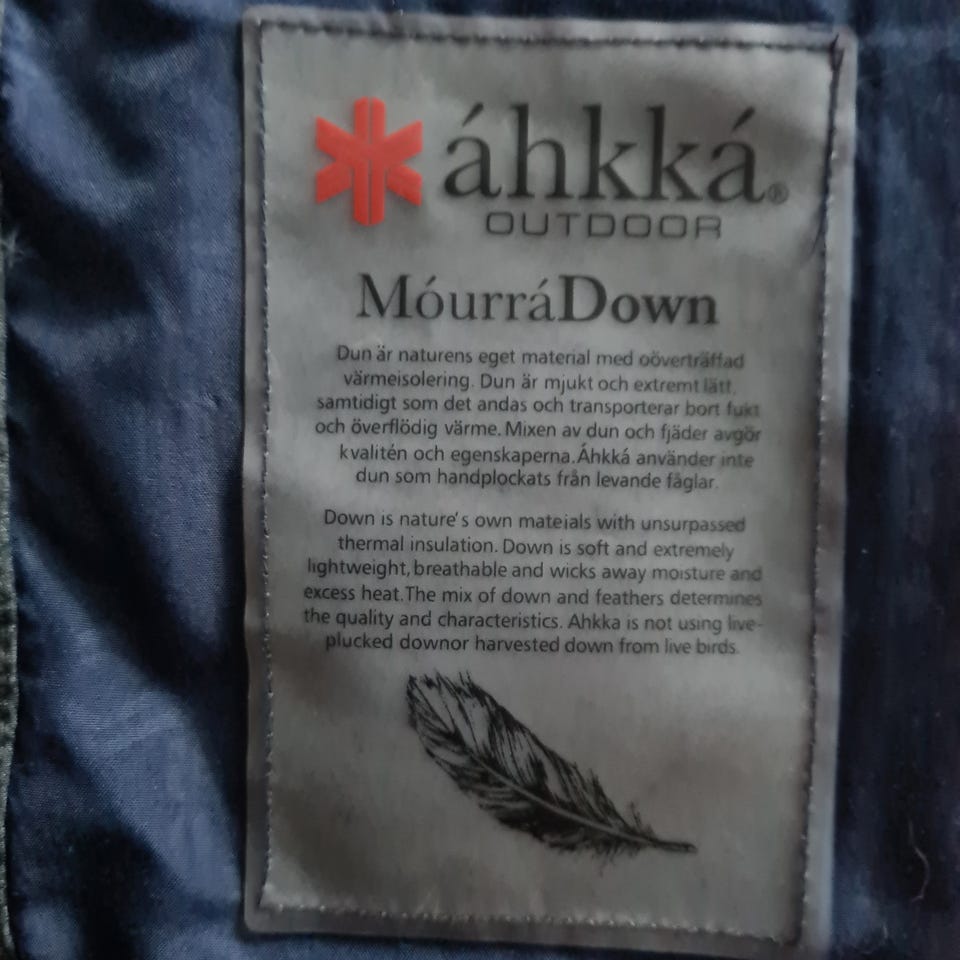 áhkká®
OUTDOOR
MóurráDown
Dun är naturens eget material med oöverträffad
värmeisolering. Dun är mjukt och extremt lätt,
samtidigt som det andas och transporterar bort fukt
och överflödig värme. Mixen av dun och fjäder avgör
kvalitén och egenskaperna. Áhkká använder inte
dun som handplockats från levande fåglar.
Down is nature's own mateials with unsurpassed
thermal insulation. Down is soft and extremely
lightweight, breathable and wicks away moisture and
excess heat. The mix of down and feathers determines
the quality and characteristics. Ahkka is not using live-
plucked downor harvested down from live birds.